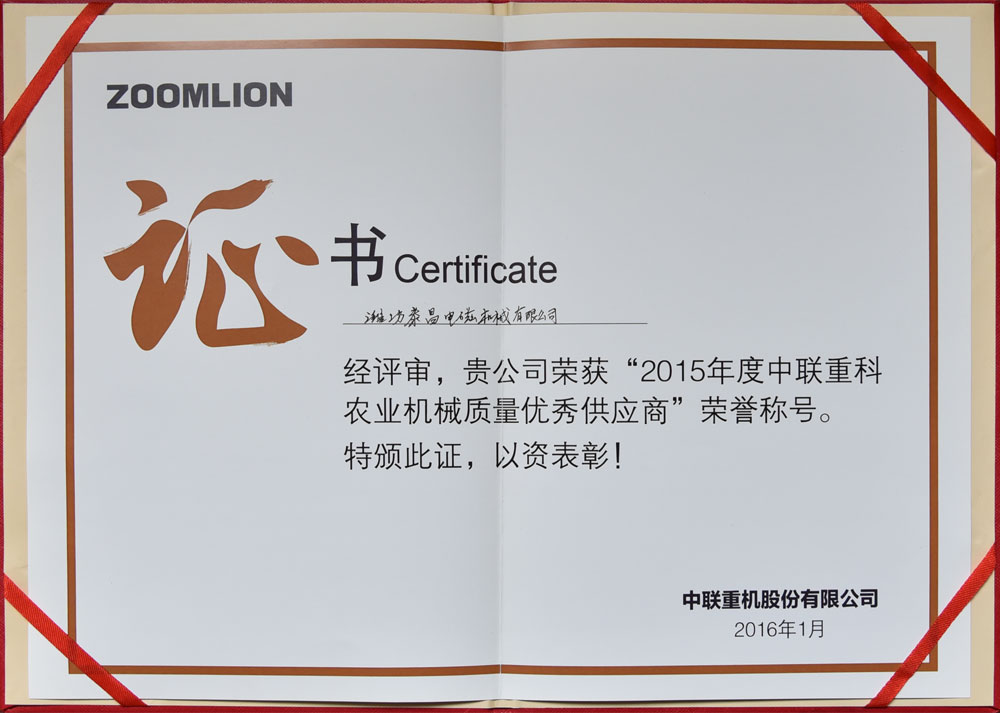 ZOOMLION
证书 Certificate
潍坊泰昌电磁机械有限公司
经评审，贵公司荣获“2015年度中联重科
农业机械质量优秀供应商”荣誉称号。
特颁此证，以资表彰！
中联重机股份有限公司
2016年1月